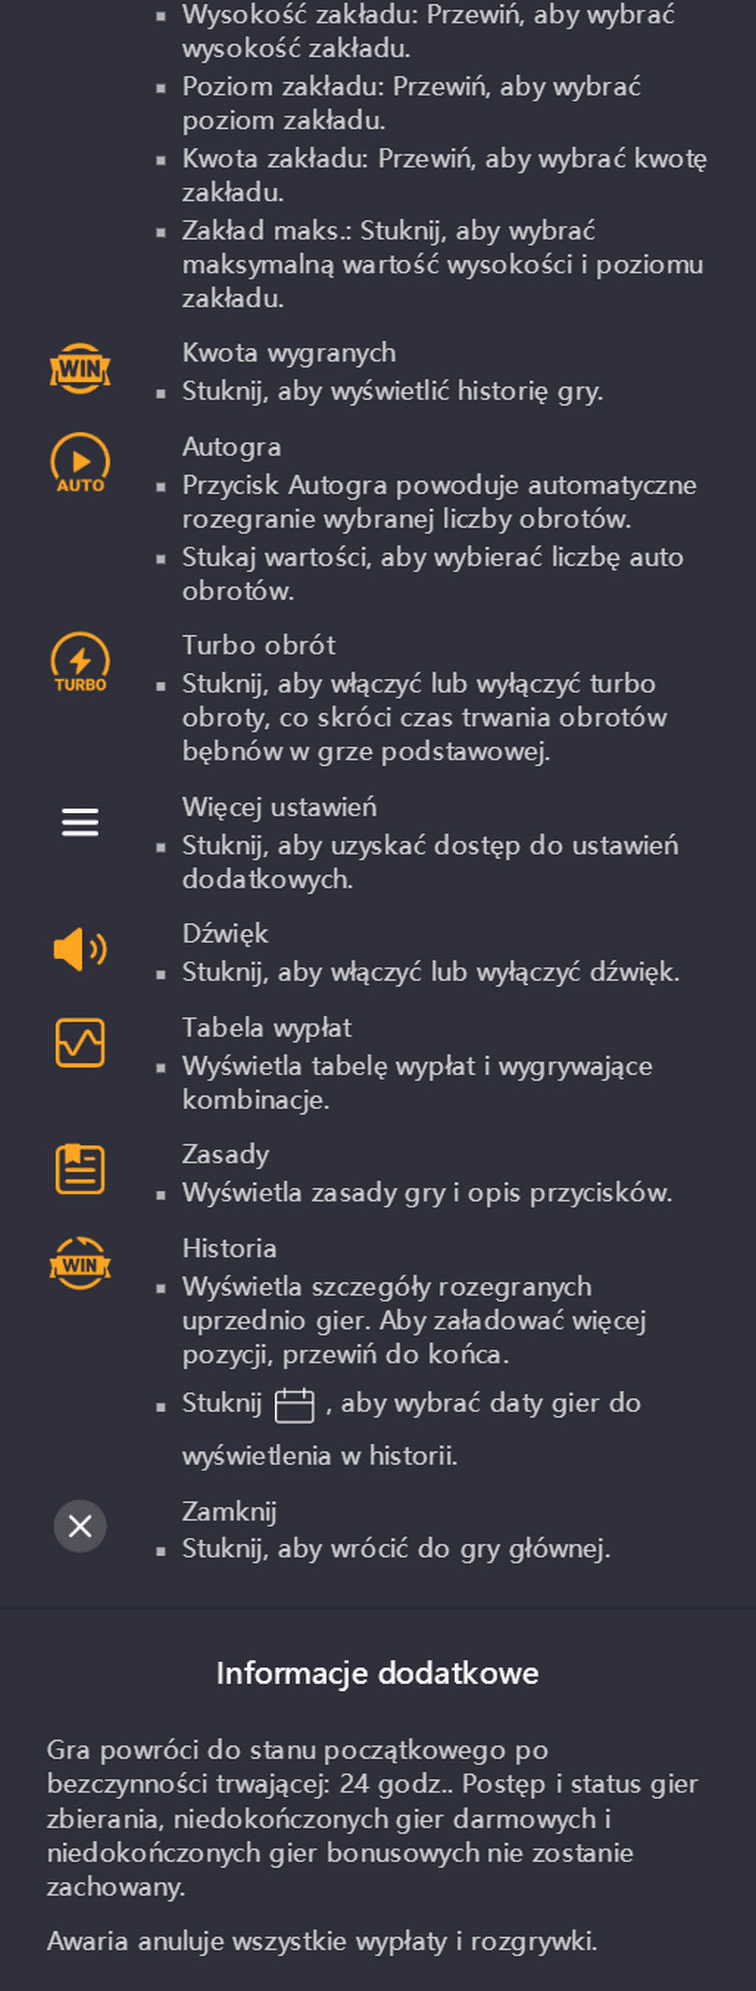 Wysokość zakładu: Przewiń, aby wybrać
wysokość zakładu.
Poziom zakładu: Przewiń, aby wybrać
poziom zakładu.
Kwota zakładu: Przewiń, aby wybrać kwotę
zakładu.
Zakład maks.: Stuknij, aby wybrać
maksymalną wartość wysokości i poziomu
zakładu.
WIN
Kwota wygranych
Stuknij, aby wyświetlić historię gry.
AUTO
Autogra
Przycisk Autogra powoduje automatyczne
rozegranie wybranej liczby obrotów.
Stukaj wartości, aby wybierać liczbę auto
obrotów.
TURBO
Turbo obrót
Stuknij, aby włączyć lub wyłączyć turbo
obroty, co skróci czas trwania obrotów
bębnów w grze podstawowej.
Więcej ustawień
Stuknij, aby uzyskać dostęp do ustawień
dodatkowych.
Dźwięk
Stuknij, aby włączyć lub wyłączyć dźwięk.
Tabela wypłat
Wyświetla tabelę wypłat i wygrywające
kombinacje.
Zasady
Wyświetla zasady gry i opis przycisków.
WIN
Historia
Wyświetla szczegóły rozegranych
uprzednio gier. Aby załadować więcej
pozycji, przewiń do końca.
Stuknij , aby wybrać daty gier do
wyświetlenia w historii.
Zamknij
Stuknij, aby wrócić do gry głównej.
Informacje dodatkowe
Gra powróci do stanu początkowego po
bezczynności trwającej: 24 godz.. Postęp i status gier
zbierania, niedokończonych gier darmowych i
niedokończonych gier bonusowych nie zostanie
zachowany.
Awaria anuluje wszystkie wypłaty i rozgrywki.